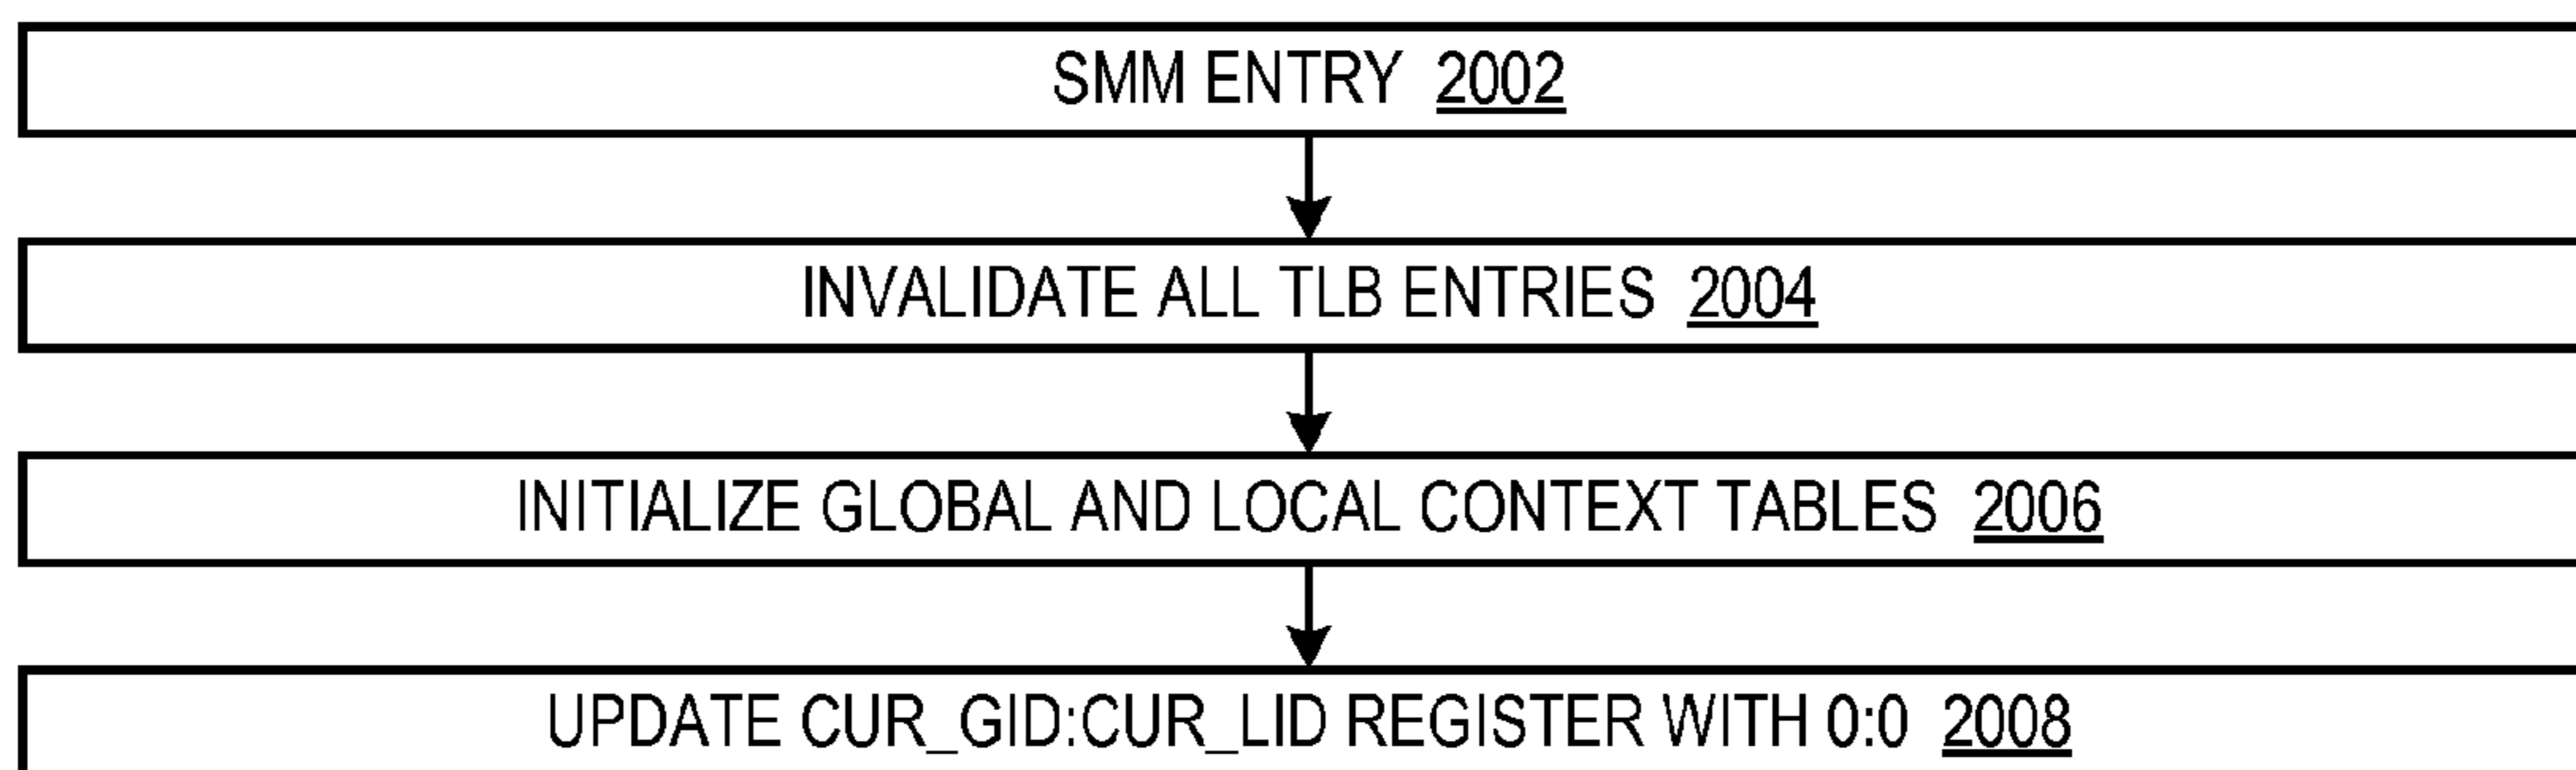 SMM ENTRY 2002
INVALIDATE ALL TLB ENTRIES 2004
INITIALIZE GLOBAL AND LOCAL CONTEXT TABLES 2006
UPDATE CUR_GID:CUR_LID REGISTER WITH 0:0 2008